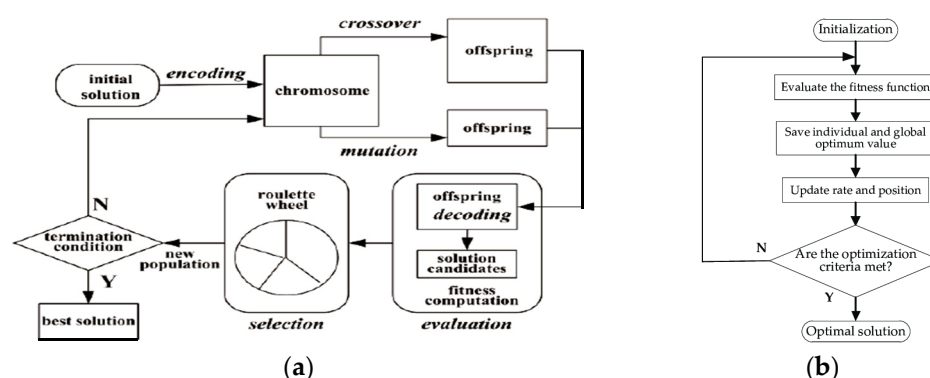 crossover
offspring
initial
solution
encoding
chromosome
offspring
mutation
N
roulette
wheel
offspring
decoding
termination
condition
new
population
solution
candidates
Y
fitness
computation
best solution
selection
evaluation
(a)
Initialization
Evaluate the fitness function
Save individual and global
optimum value
Update rate and position
N
Are the optimization
criteria met?
Y
Optimal solution
(b)